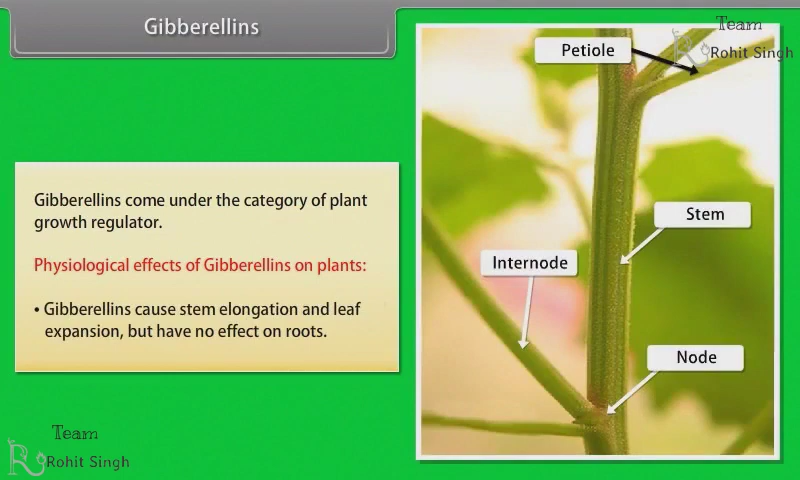 Gibberellins
Team
Rohit Singh
Petiole
Gibberellins come under the category of plant
growth regulator.
Physiological effects of Gibberellins on plants:
• Gibberellins cause stem elongation and leaf
expansion, but have no effect on roots.
Stem
Internode
Node
Team
Rohit Singh